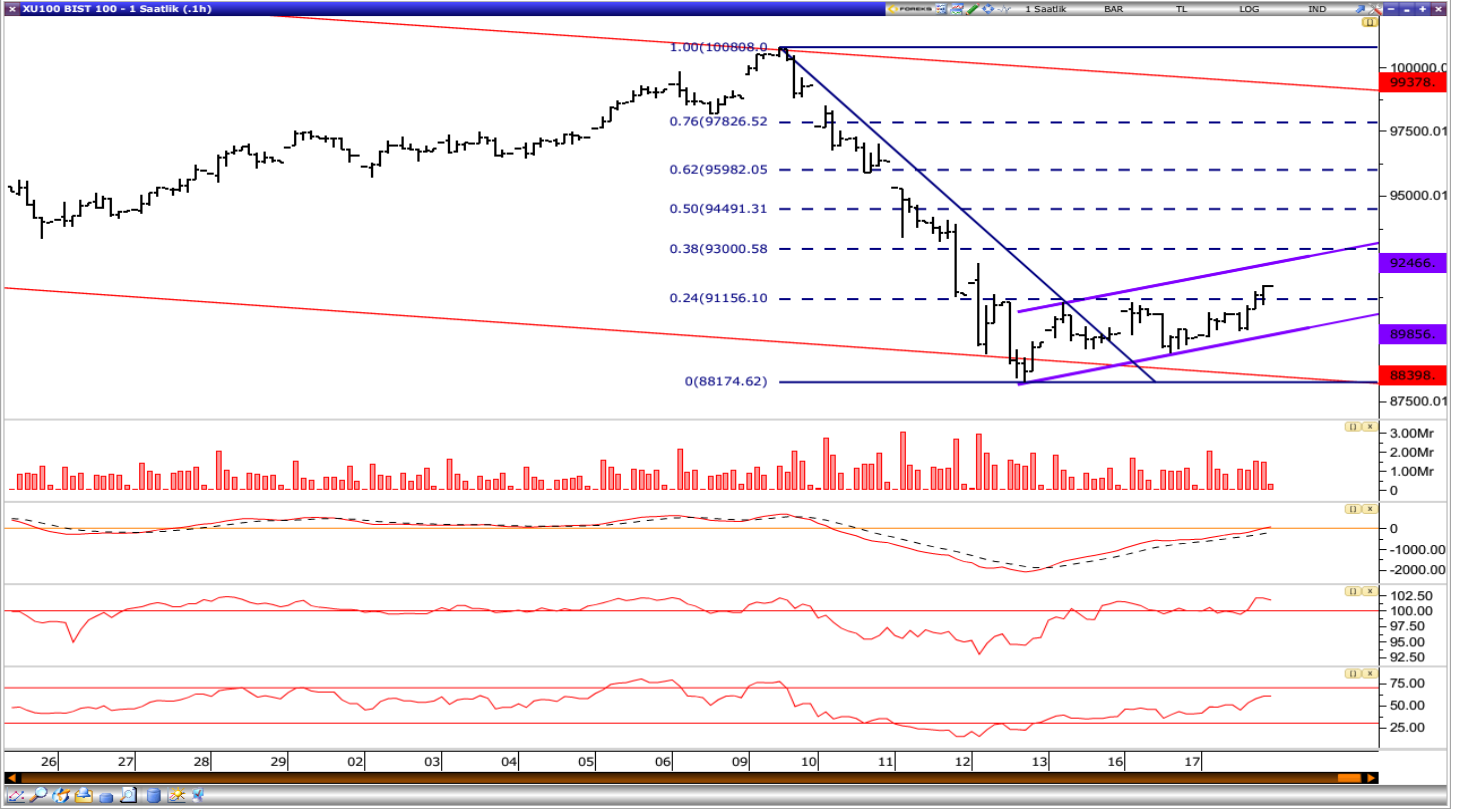 XU100 BIST 100 - 1 Saatlik (.1h)
FOREKS
1 Saatlik
BAR
TL
LOG
IND
1.00(100808.0
0.76(97826.52
0.62(95982.05
0.50(94491.31
0.38(93000.58
0.24(91156.10
0(88174.62)
100000.0
99378.
97500.01
95000.01
92466.
89856.
88398.
87500.01
3.00Mr
2.00Mr
1.00Mr
0
0
-1000.00
-2000.00
102.50
100.00
97.50
95.00
92.50
75.00
50.00
25.00
26 27 28 29 02 03 04 05 06 09 10 11 12 13 16 17